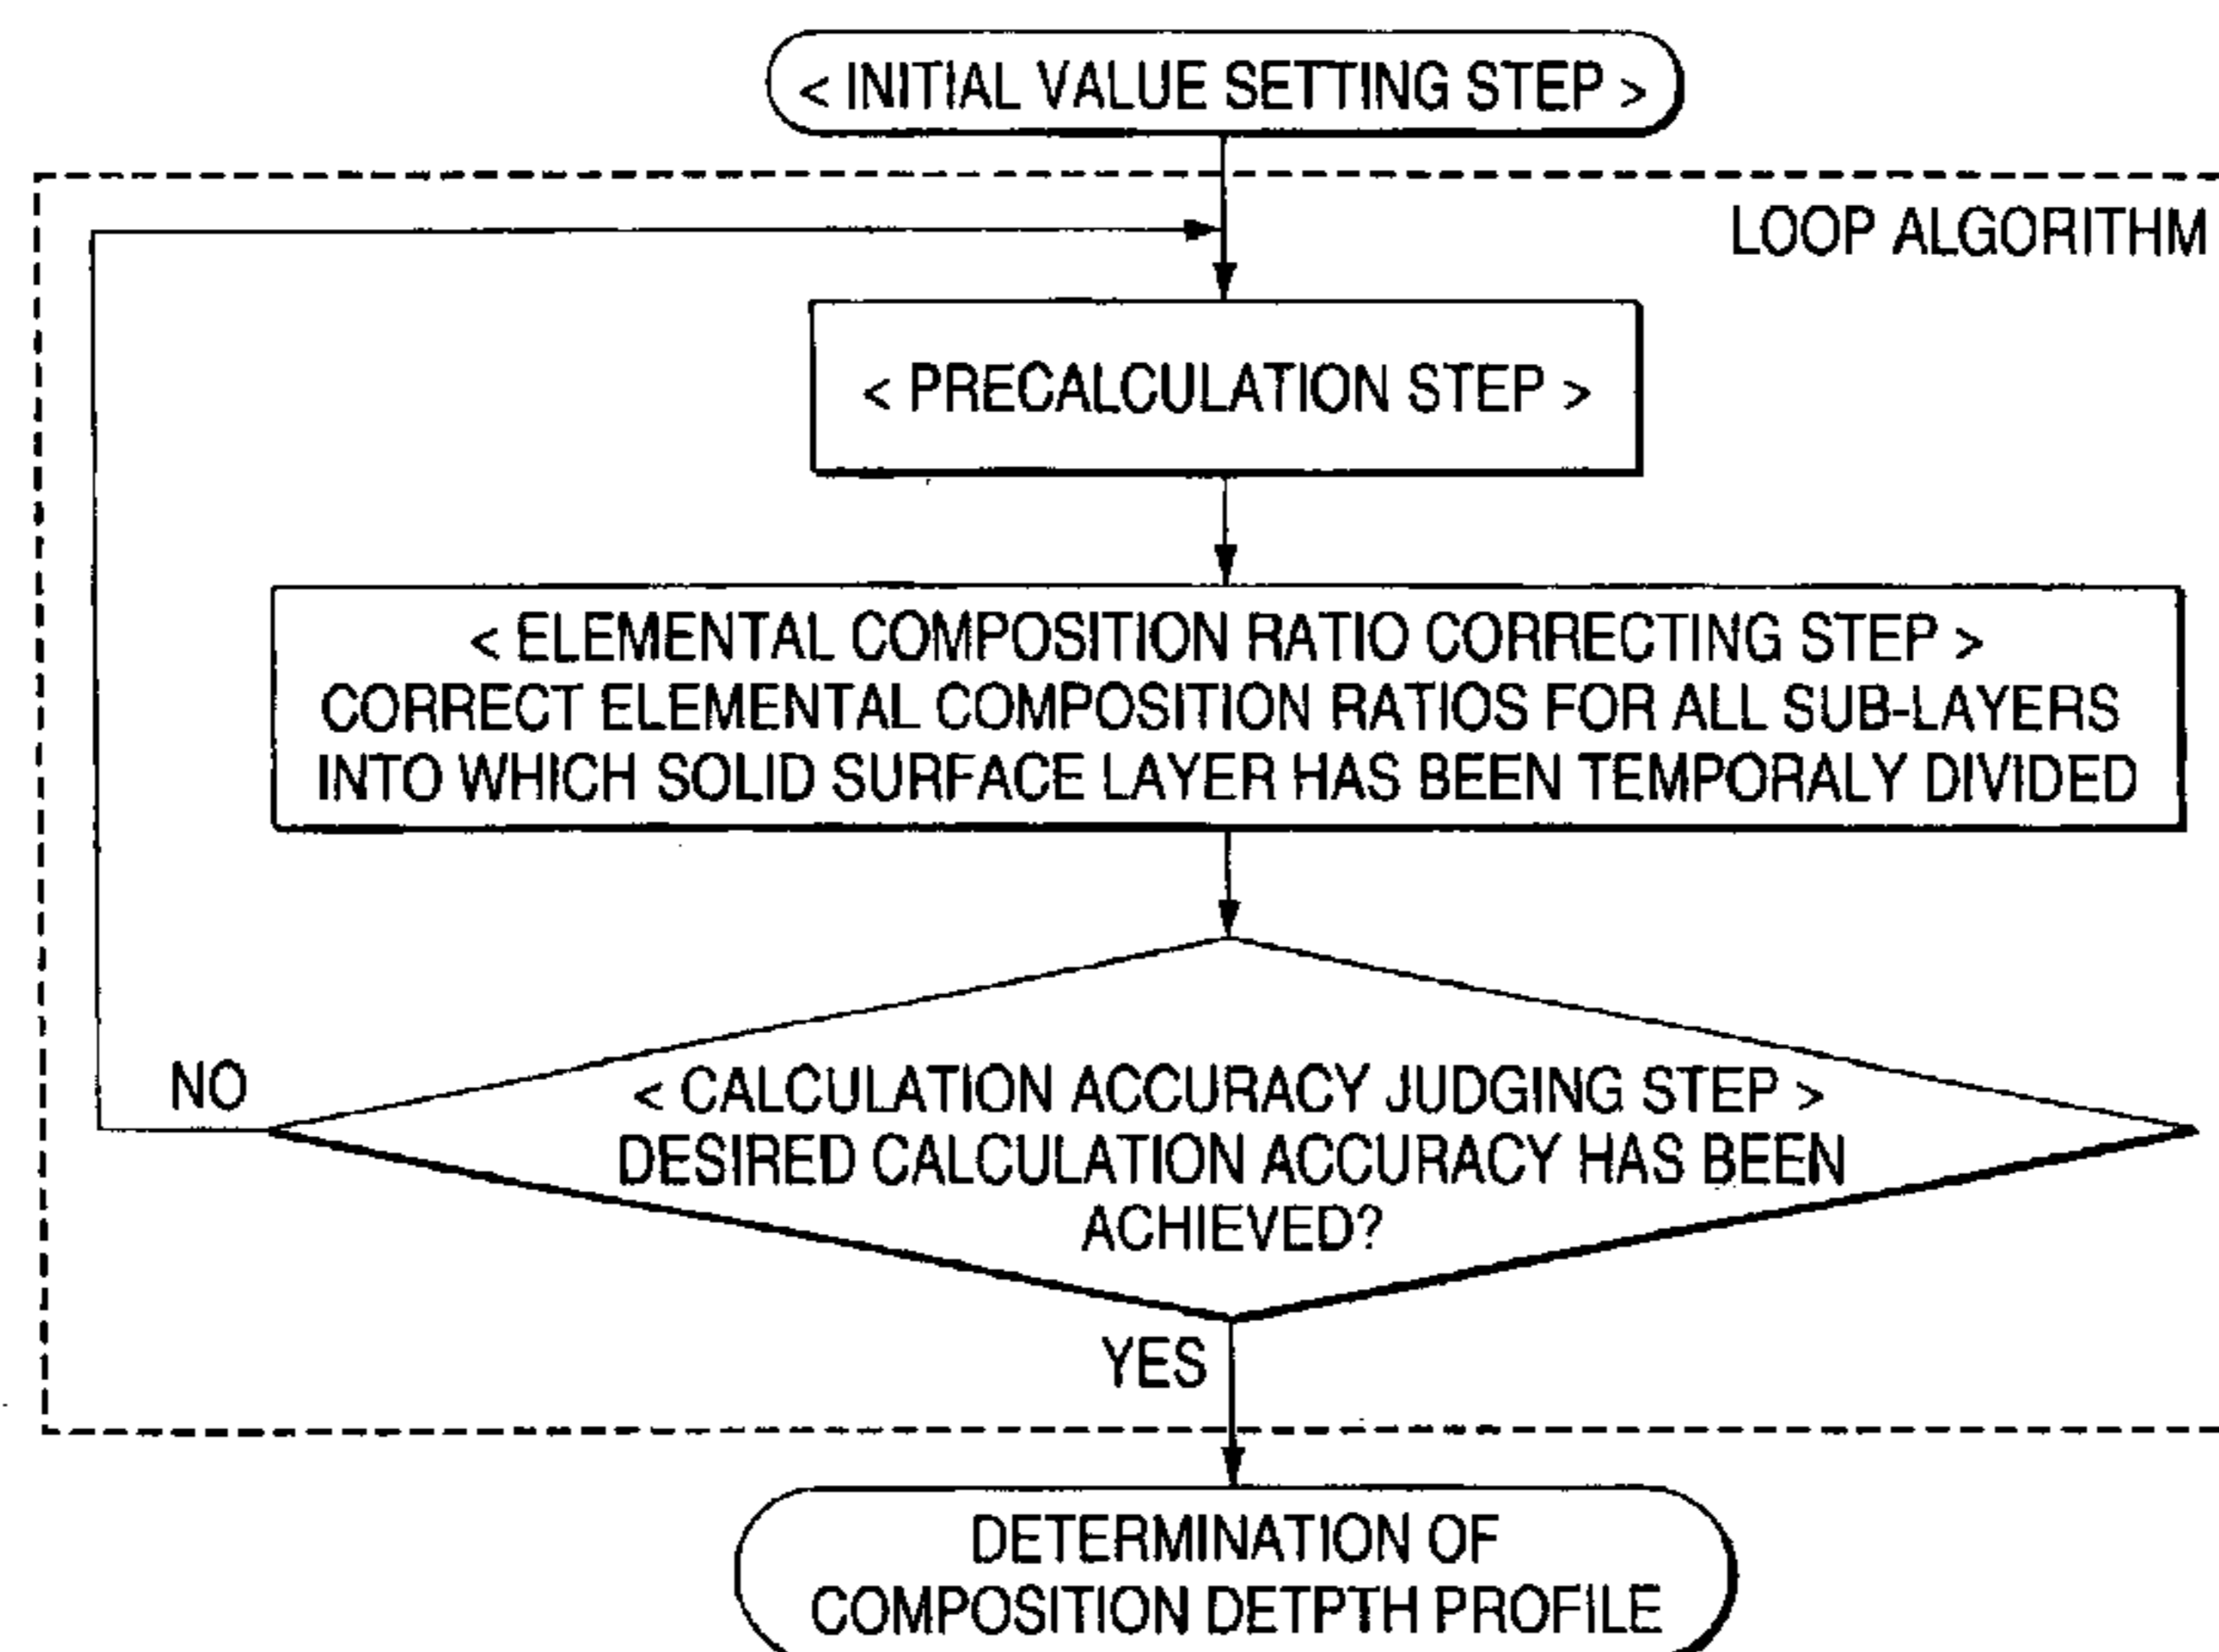 < INITIAL VALUE SETTING STEP >
LOOP ALGORITHM
< PRECALCULATION STEP >
< ELEMENTAL COMPOSITION RATIO CORRECTING STEP >
CORRECT ELEMENTAL COMPOSITION RATIOS FOR ALL SUB-LAYERS
INTO WHICH SOLID SURFACE LAYER HAS BEEN TEMPORALY DIVIDED
NO
< CALCULATION ACCURACY JUDGING STEP >
DESIRED CALCULATION ACCURACY HAS BEEN
ACHIEVED?
YES
DETERMINATION OF
COMPOSITION DETPTH PROFILE